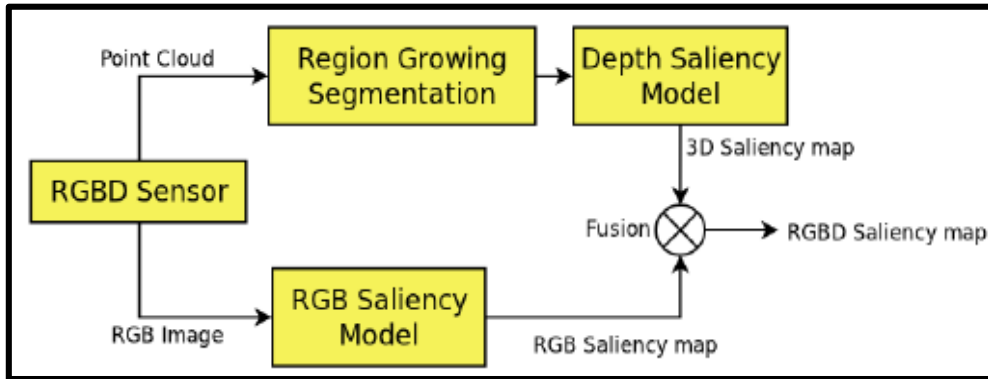 Point Cloud
Region Growing
Segmentation
Depth Saliency
Model
3D Saliency map
RGBD Sensor
Fusion
RGBD Saliency map
RGB Saliency
Model
RGB Image
RGB Saliency map